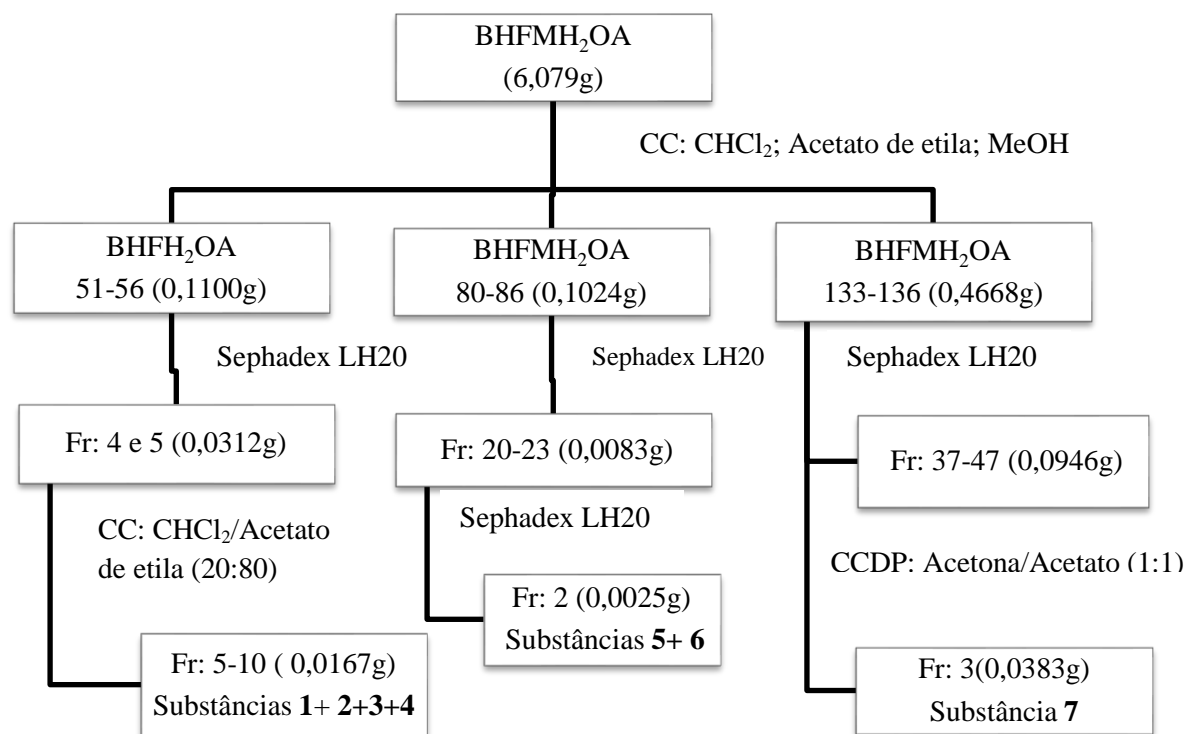 BHFMH₂OA
(6,079g)
CC: CHCl₂; Acetato de etila; MeOH
BHFH₂OA
51-56 (0,1100g)
BHFMH₂OA
80-86 (0,1024g)
BHFMH₂OA
133-136 (0,4668g)
Sephadex LH20
Sephadex LH20
Sephadex LH20
Fr: 4 e 5 (0,0312g)
Fr: 20-23 (0,0083g)
Fr: 37-47 (0,0946g)
CC: CHCl₂/Acetato
de etila (20:80)
Sephadex LH20
CCDP: Acetona/Acetato (1:1)
Fr: 5-10 ( 0,0167g)
Substâncias 1+ 2+3+4
Fr: 2 (0,0025g)
Substâncias 5+ 6
Fr: 3(0,0383g)
Substância 7